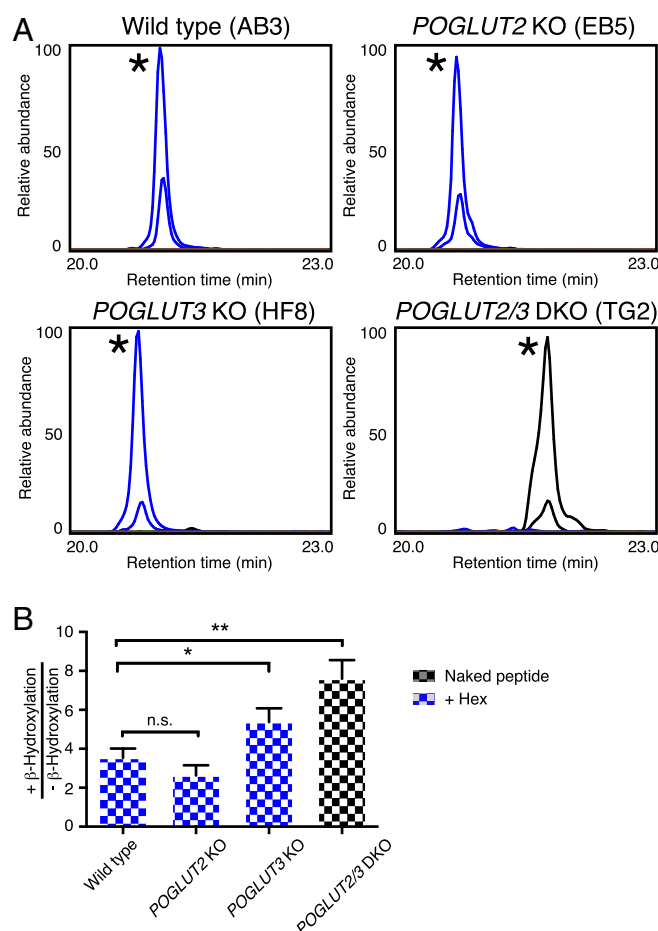 A
Wild type (AB3)
POGLUT2 KO (EB5)
*
*
100
50
0
Relative abundance
20.0
23.0
Retention time (min)
100
50
0
Relative abundance
20.0
23.0
Retention time (min)
POGLUT3 KO (HF8)
POGLUT2/3 DKO (TG2)
*
*
100
50
0
Relative abundance
20.0
23.0
Retention time (min)
100
50
0
Relative abundance
20.0
23.0
Retention time (min)
B
10
8
6
4
2
0
+ β-Hydroxylation
- β-Hydroxylation
**
*
n.s.
Wild type
POGLUT2 KO
POGLUT3 KO
POGLUT2/3 DKO
Naked peptide
+ Hex